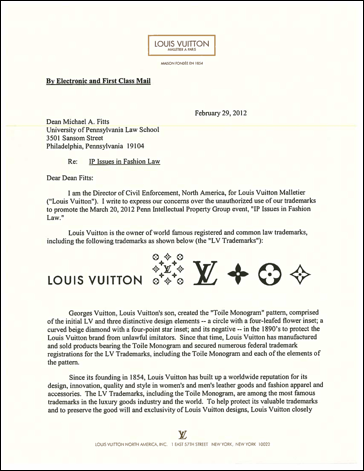 LOUIS VUITTON
MALLETIER A PARIS
MAISON FONDÉE EN 1854
By Electronic and First Class Mail
February 29, 2012
Dean Michael A. Fitts
University of Pennsylvania Law School
3501 Sansom Street
Philadelphia, Pennsylvania 19104
Re: IP Issues in Fashion Law
Dear Dean Fitts:
I am the Director of Civil Enforcement, North America, for Louis Vuitton Malletier
("Louis Vuitton"). I write to express our concerns over the unauthorized use of our trademarks
to promote the March 20, 2012 Penn Intellectual Property Group event, "IP Issues in Fashion
Law."
Louis Vuitton is the owner of world famous registered and common law trademarks,
including the following trademarks as shown below (the "LV Trademarks"):
LOUIS VUITTON LV
Georges Vuitton, Louis Vuitton's son, created the "Toile Monogram" pattern, comprised
of the initial LV and three distinctive design elements -- a circle with a four-leafed flower inset; a
curved beige diamond with a four-point star inset; and its negative -- in the 1890's to protect the
Louis Vuitton brand from unlawful imitators. Since that time, Louis Vuitton has manufactured
and sold products bearing the Toile Monogram and secured numerous federal trademark
registrations for the LV Trademarks, including the Toile Monogram and each of the elements of
the pattern.
Since its founding in 1854, Louis Vuitton has built up a worldwide reputation for its
design, innovation, quality and style in women's and men's leather goods and fashion apparel and
accessories. The LV Trademarks, including the Toile Monogram, are among the most famous
trademarks in the luxury goods industry and the world. To help protect its valuable trademarks
and to preserve the good will and exclusivity of Louis Vuitton designs, Louis Vuitton closely
LV
LOUIS VUITTON NORTH AMERICA, INC. 1 EAST 57TH STREET NEW YORK, NEW YORK 10022